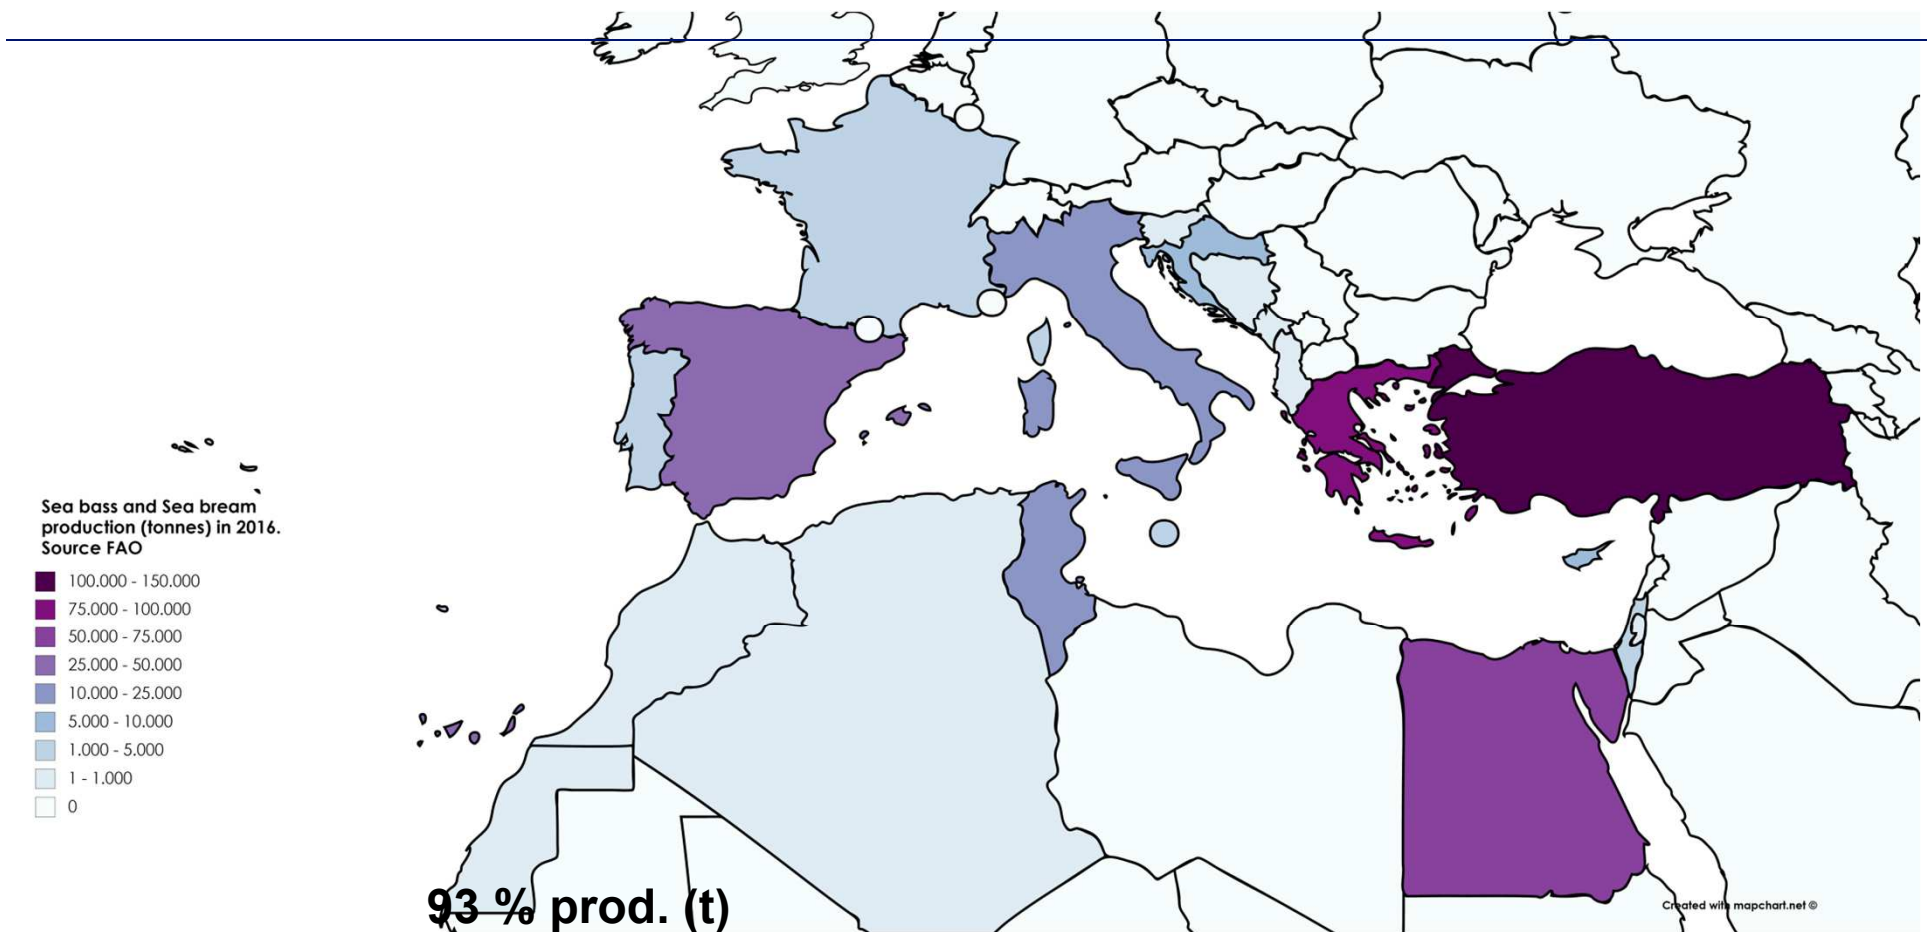 Sea bass and Sea bream
production (tonnes) in 2016.
Source FAO
100.000 - 150.000
75.000 - 100.000
50.000 - 75.000
25.000 - 50.000
10.000 - 25.000
5.000 - 10.000
1.000 - 5.000
1 - 1.000
0
93 % prod. (t)
Created with mapchart.net ©